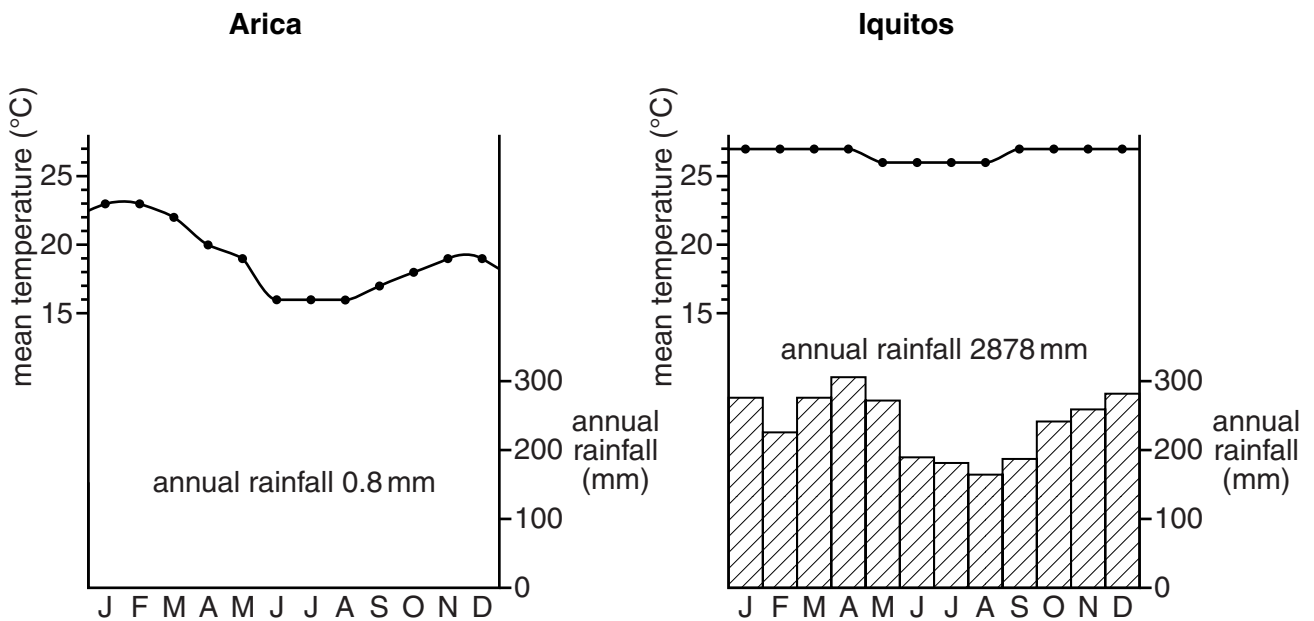 Arica
mean temperature (°C)
25
20
15
300
200
100
0
annual
rainfall
(mm)
annual rainfall 0.8 mm
J F M A M J J A S O N D
Iquitos
mean temperature (°C)
25
20
15
annual rainfall 2878 mm
300
200
100
0
annual
rainfall
(mm)
J F M A M J J A S O N D